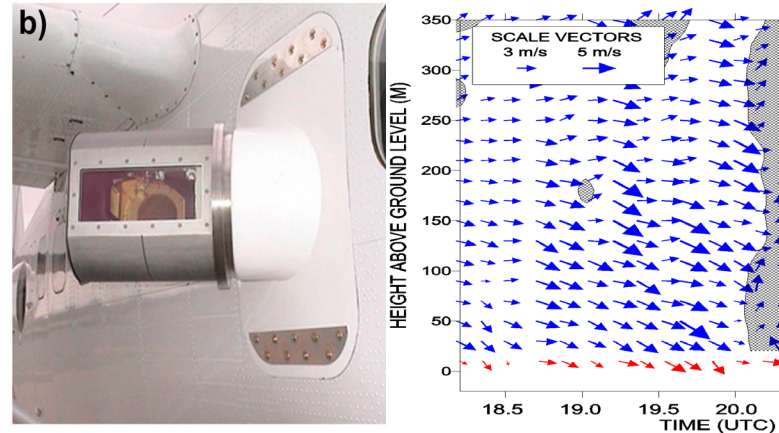 b)
SCALE VECTORS
3 m/s 5 m/s
HEIGHT ABOVE GROUND LEVEL (M)
350
300
250
200
150
100
50
0
18.5 19.0 19.5 20.0
TIME (UTC)